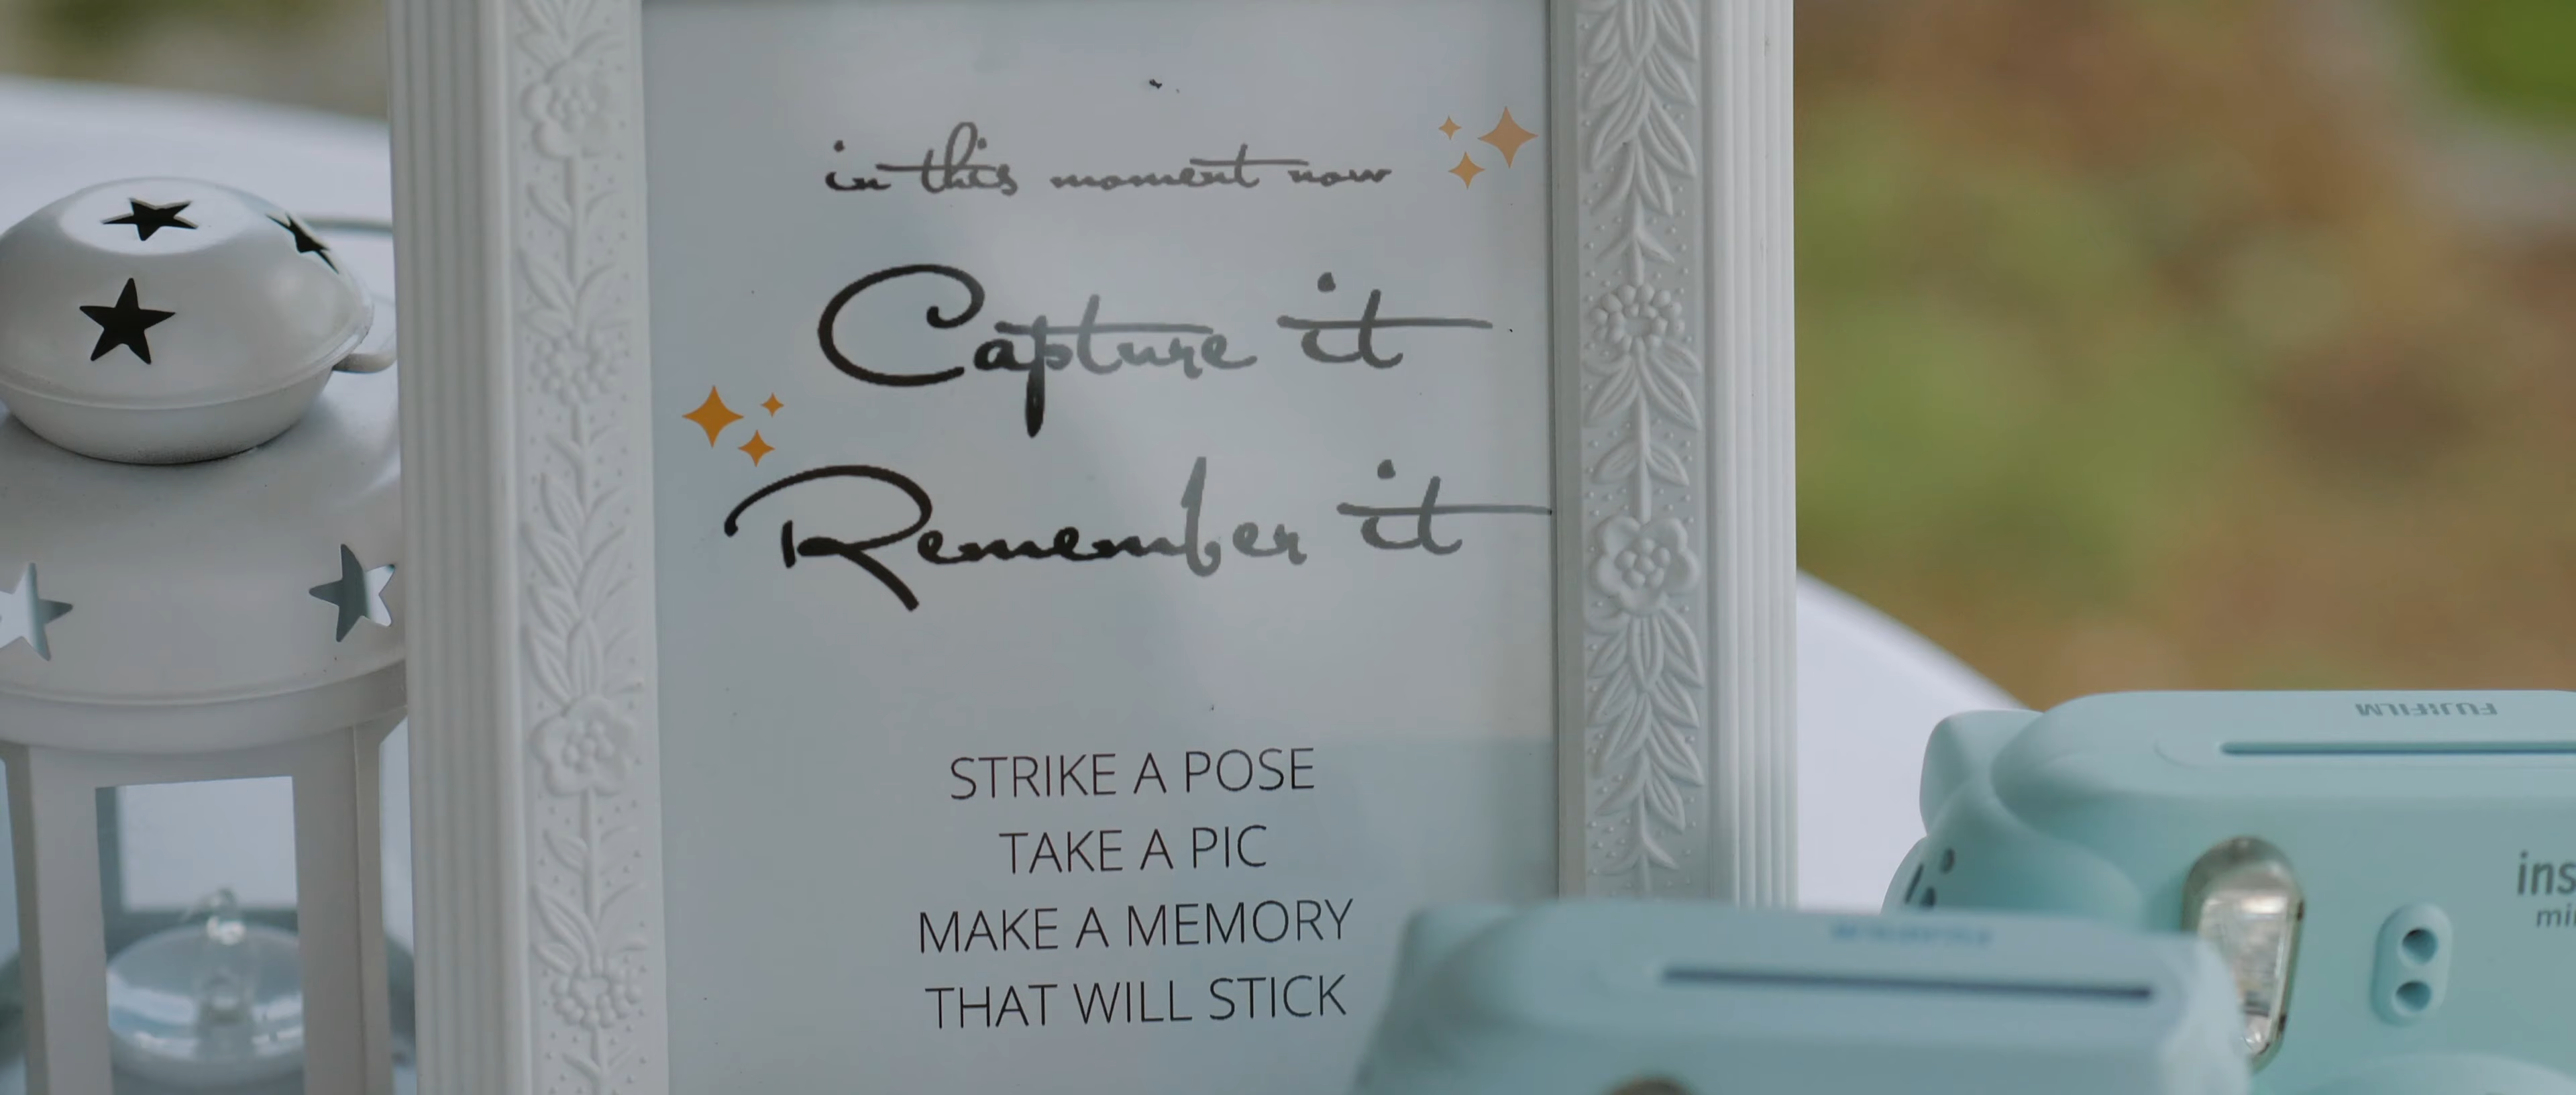 in this moment now
Capture it
Remember it
STRIKE A POSE
TAKE A PIC
MAKE A MEMORY
THAT WILL STICK
FUJIFILM